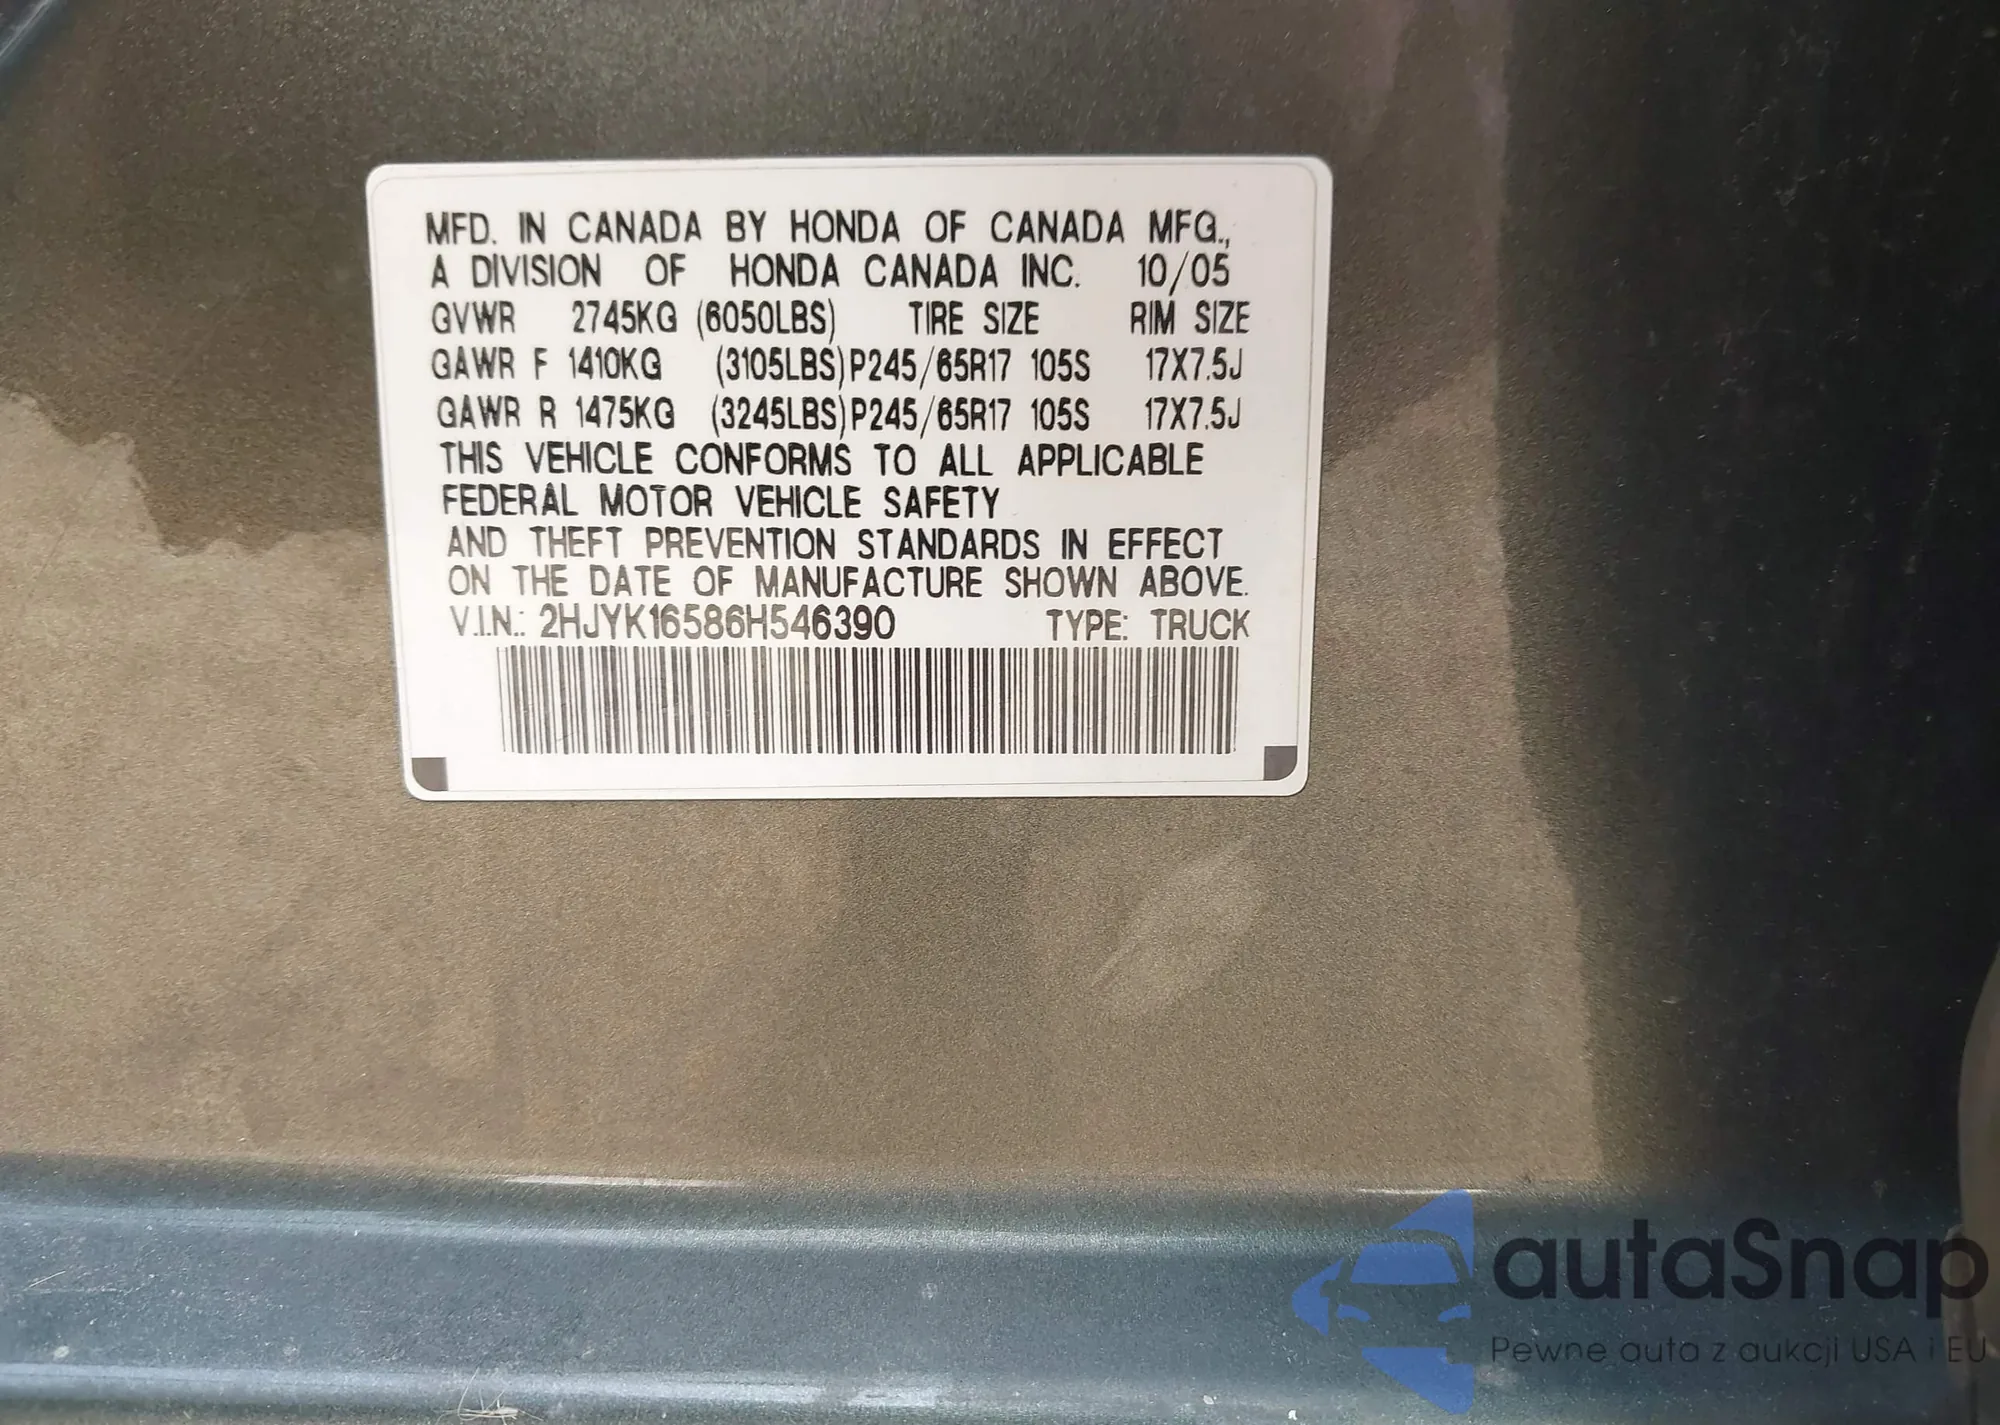 MFD. IN CANADA BY HONDA OF CANADA MFG.,
A DIVISION OF HONDA CANADA INC. 10/05
GVWR 2745KG (6050LBS) TIRE SIZE RIM SIZE
GAWR F 1410KG (3105LBS) P245/65R17 105S 17X7.5J
GAWR R 1475KG (3245LBS) P245/65R17 105S 17X7.5J
THIS VEHICLE CONFORMS TO ALL APPLICABLE
FEDERAL MOTOR VEHICLE SAFETY
AND THEFT PREVENTION STANDARDS IN EFFECT
ON THE DATE OF MANUFACTURE SHOWN ABOVE.
V.I.N.: 2HJYK16586H546390 TYPE: TRUCK
autaSnap
Pewne auta z aukcji USA i EU